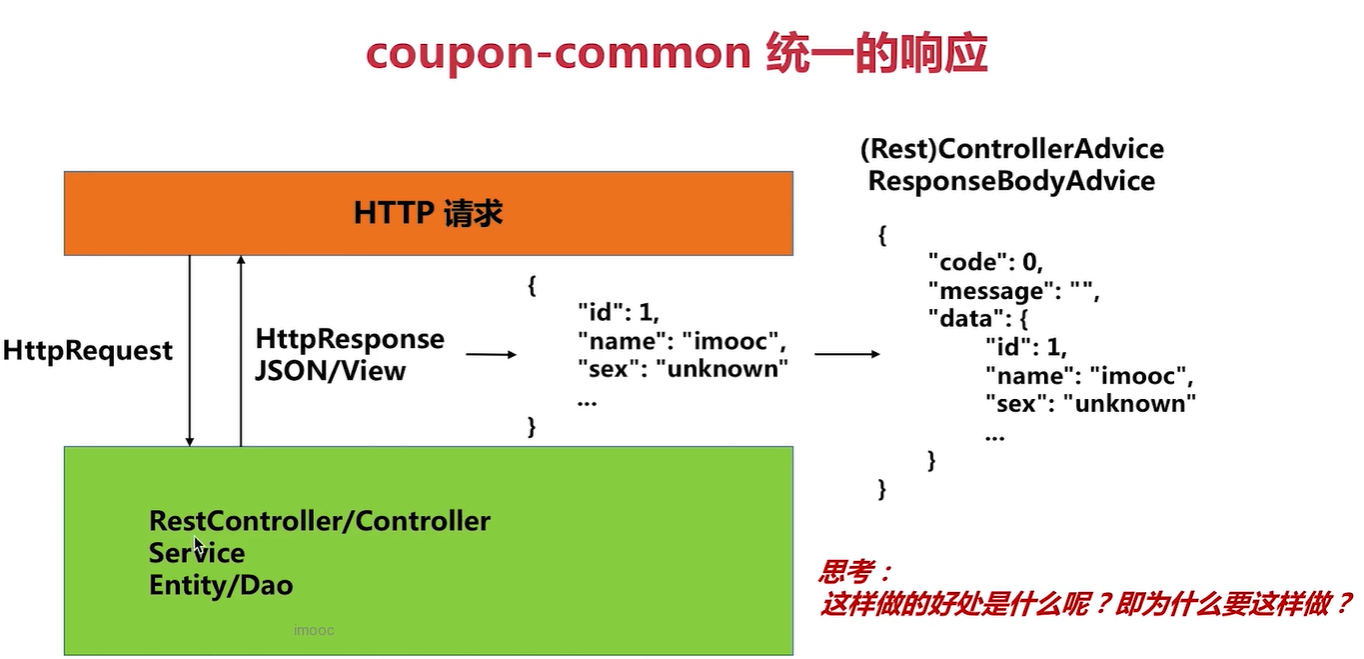 coupon-common 统一的响应
HTTP 请求
HttpRequest
HttpResponse
JSON/View
{
"id": 1,
"name": "imooc",
"sex": "unknown"
...
}
(Rest)ControllerAdvice
ResponseBodyAdvice
{
"code": 0,
"message": "",
"data": {
"id": 1,
"name": "imooc",
"sex": "unknown"
...
}
}
RestController/Controller
Service
Entity/Dao
imooc
思考：
这样做的好处是什么呢？即为什么要这样做？